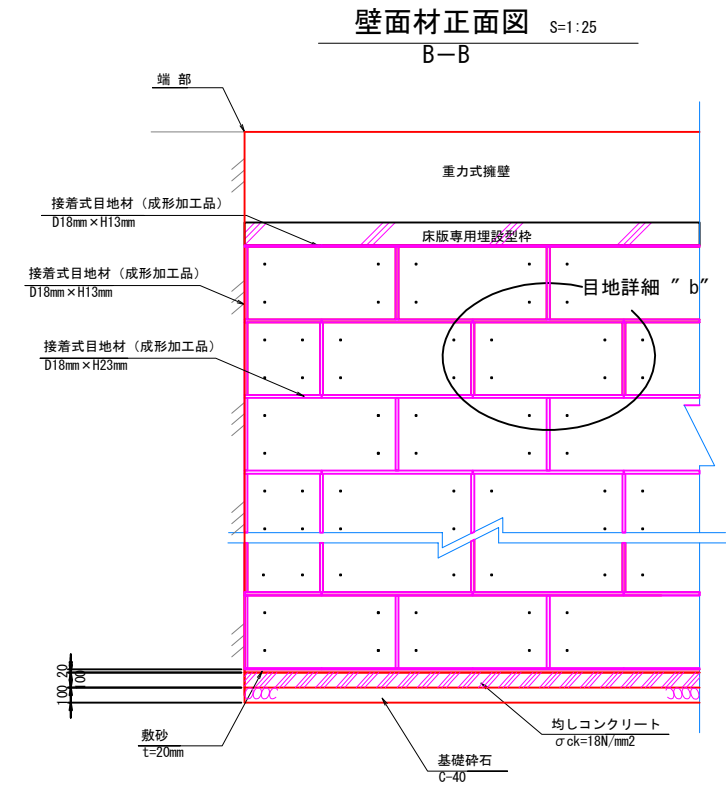 壁面材正面図 S=1:25
B－B
端 部
重力式擁壁
接着式目地材（成形加工品）
D18mm×H13mm
床版専用埋設型枠
接着式目地材（成形加工品）
D18mm×H13mm
目地詳細 ″ b″
接着式目地材（成形加工品）
D18mm×H23mm
20
100
100
敷砂
t=20mm
均しコンクリート
σck=18N/mm2
基礎砕石
C-40